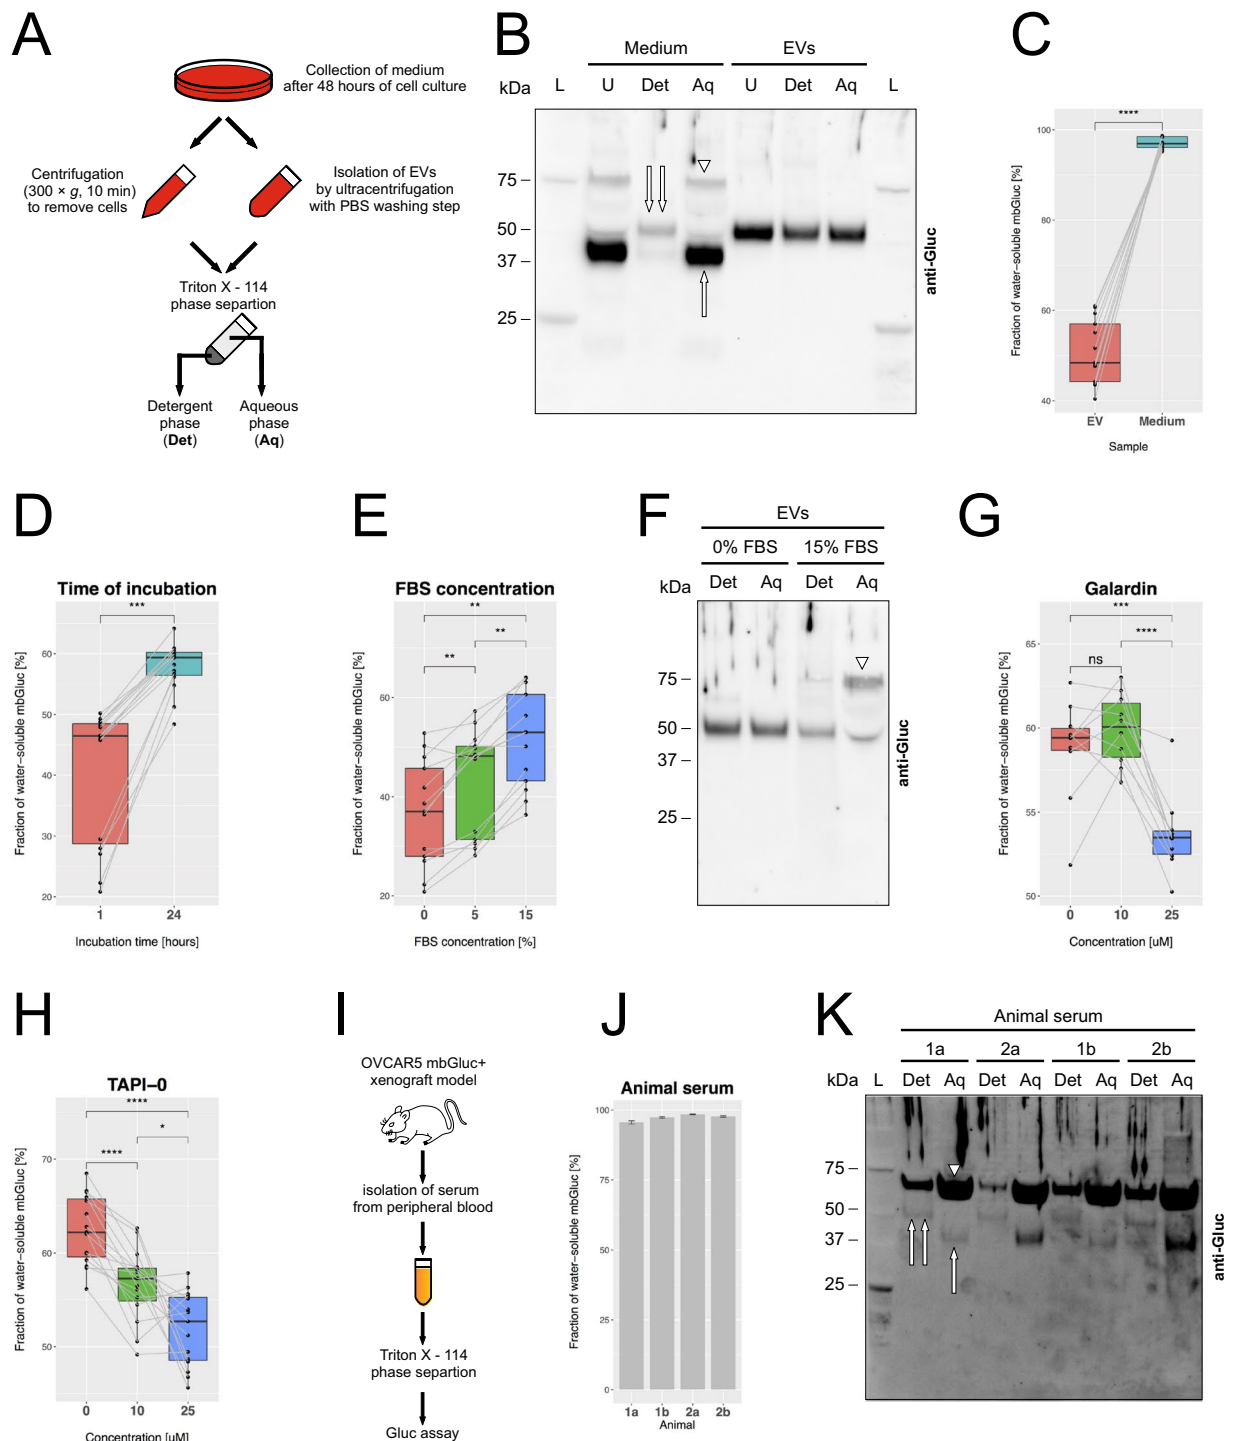 A
Collection of medium
after 48 hours of cell culture
Centrifugation
(300 × g, 10 min)
to remove cells
Isolation of EVs
by ultracentrifugation
with PBS washing step
Triton X - 114
phase separtion
Detergent
phase
(Det)
Aqueous
phase
(Aq)
B
Medium EVs
kDa L U Det Aq U Det Aq L
75
50
37
25
anti-Gluc
C
****
Fraction of water-soluble mbGluc [%]
100
80
60
40
EV Medium
Sample
D
Time of incubation
***
Fraction of water-soluble mbGluc [%]
60
50
40
30
20
1 24
Incubation time [hours]
E
FBS concentration
**
**
**
Fraction of water-soluble mbGluc [%]
60
40
20
0 5 15
FBS concentration [%]
F
EVs
0% FBS 15% FBS
kDa Det Aq Det Aq
75
50
37
25
anti-Gluc
G
Galardin
***
****
ns
Fraction of water-soluble mbGluc [%]
65
60
55
50
0 10 25
Concentration [uM]
H
TAPI-0
****
*
****
Fraction of water-soluble mbGluc [%]
70
60
50
0 10 25
Concentration [uM]
I
OVCAR5 mbGluc+
xenograft model
isolation of serum
from peripheral blood
Triton X - 114
phase separtion
Gluc assay
J
Animal serum
Fraction of water-soluble mbGluc [%]
100
75
50
25
0
1a 1b 2a 2b
Animal
K
Animal serum
1a 2a 1b 2b
kDa L Det Aq Det Aq Det Aq Det Aq
75
50
37
25
anti-Gluc